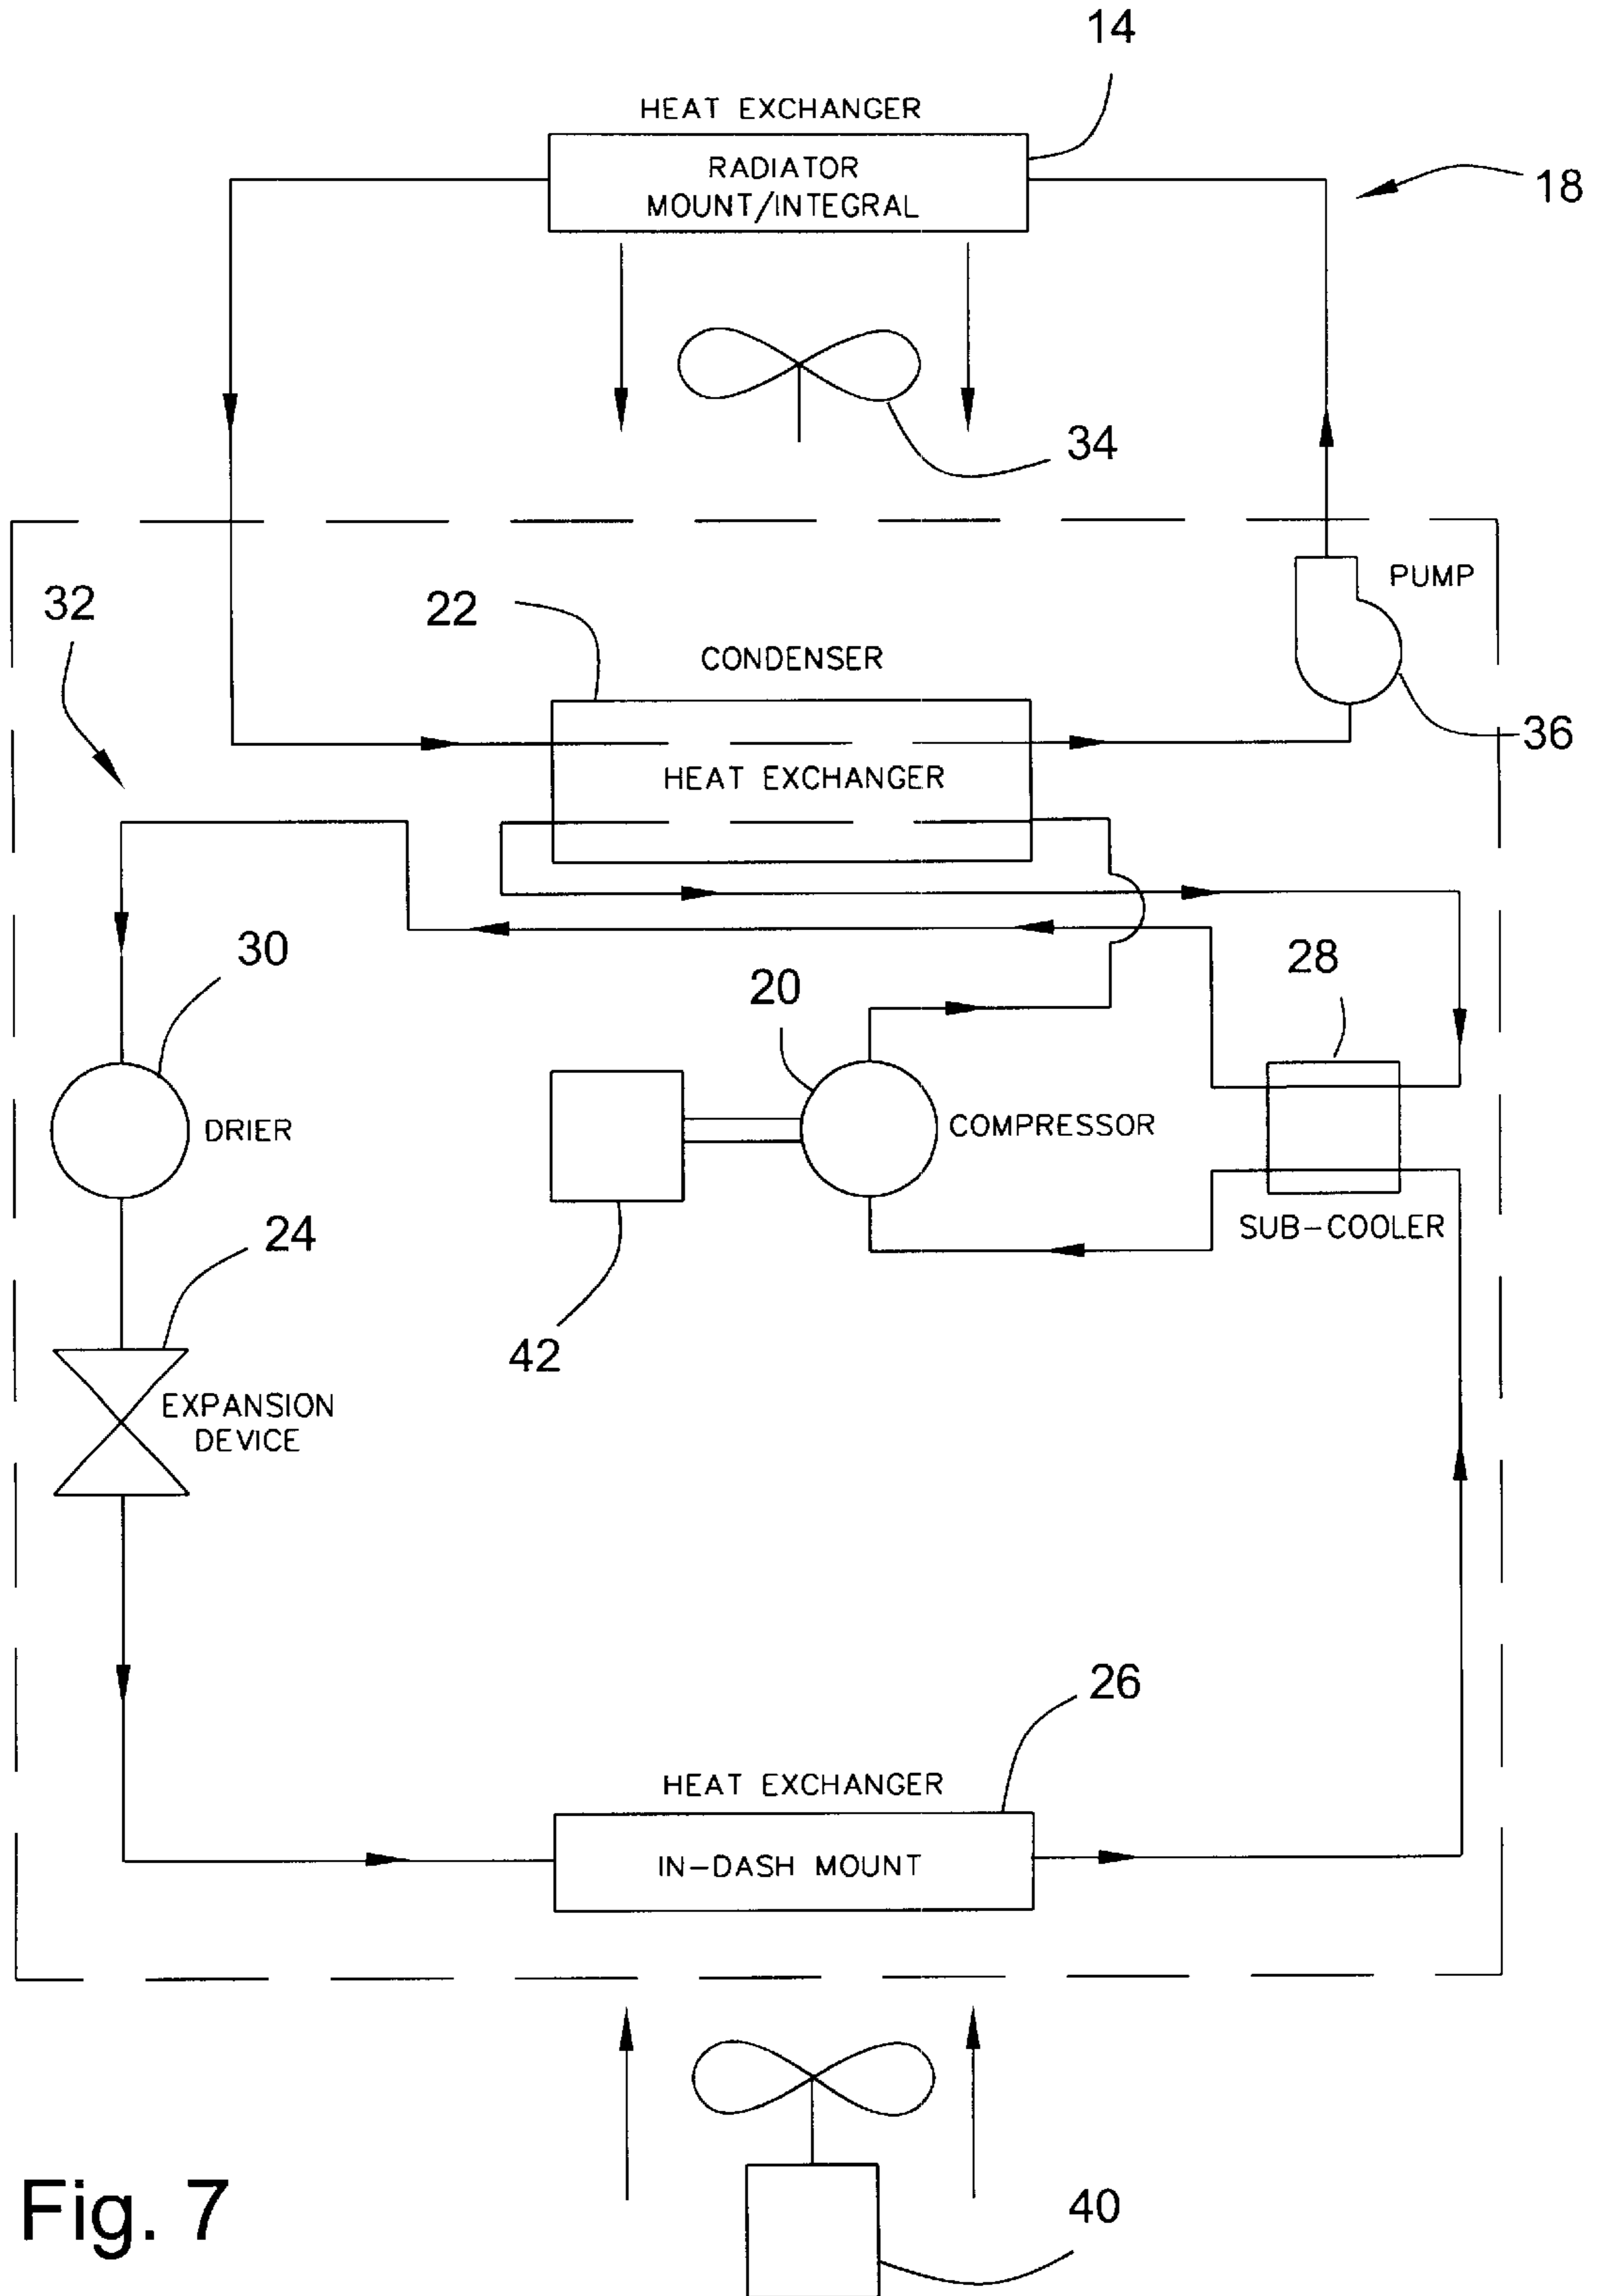 14
HEAT EXCHANGER
RADIATOR
MOUNT/INTEGRAL
18
34
PUMP
32
22
CONDENSER
36
HEAT EXCHANGER
30
28
20
DRIER
COMPRESSOR
SUB-COOLER
24
42
EXPANSION
DEVICE
26
HEAT EXCHANGER
IN-DASH MOUNT
Fig. 7
40